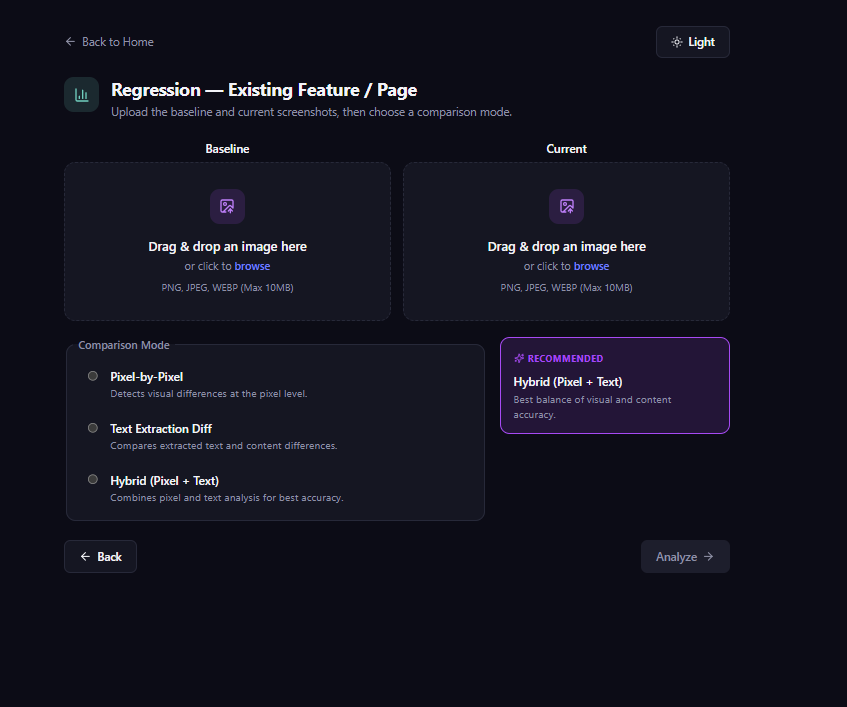 Back to Home
Light
Regression — Existing Feature / Page
Upload the baseline and current screenshots, then choose a comparison mode.
Baseline
Current
Drag & drop an image here
or click to browse
PNG, JPEG, WEBP (Max 10MB)
Drag & drop an image here
or click to browse
PNG, JPEG, WEBP (Max 10MB)
Comparison Mode
Pixel-by-Pixel
Detects visual differences at the pixel level.
Text Extraction Diff
Compares extracted text and content differences.
Hybrid (Pixel + Text)
Combines pixel and text analysis for best accuracy.
RECOMMENDED
Hybrid (Pixel + Text)
Best balance of visual and content
accuracy.
Back
Analyze